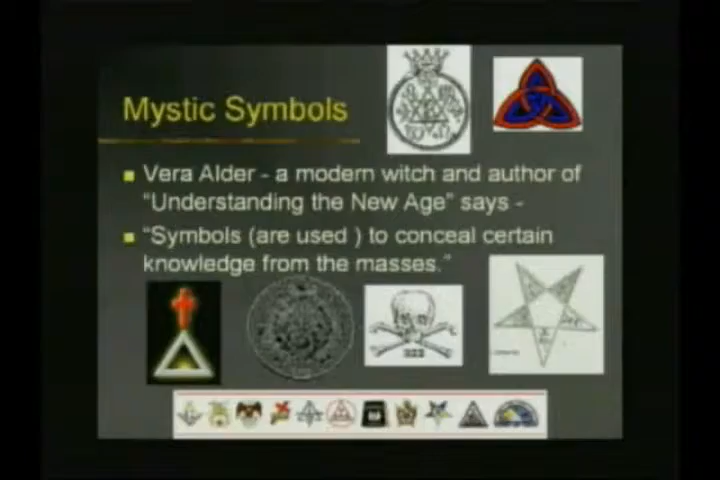 Mystic Symbols
Vera Alder - a modern witch and author of
"Understanding the New Age" says -
"Symbols (are used ) to conceal certain
knowledge from the masses."
322